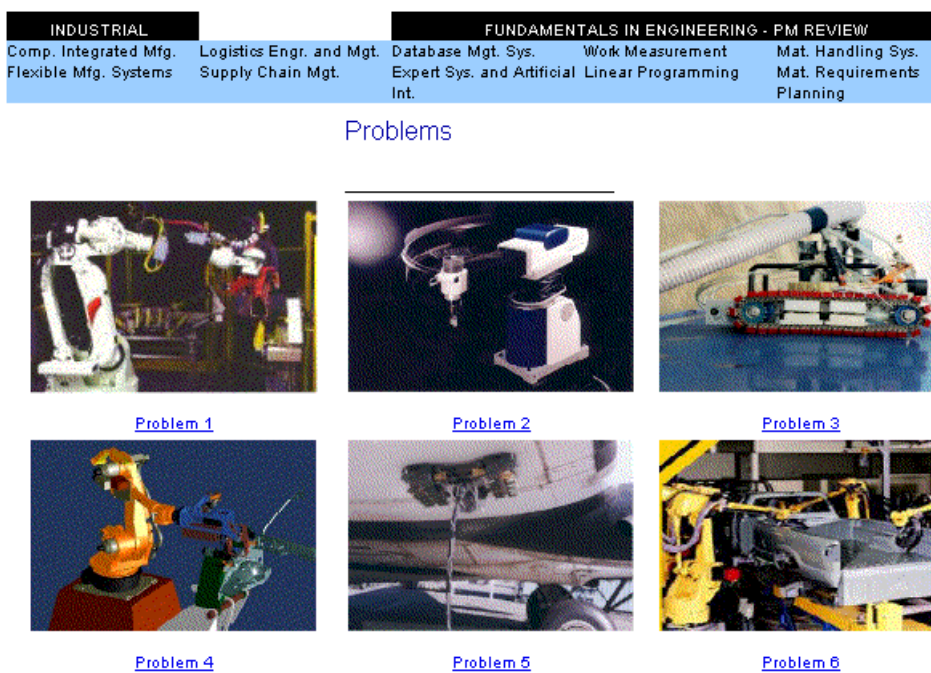 INDUSTRIAL
FUNDAMENTALS IN ENGINEERING - PM REVIEW
Comp. Integrated Mfg.
Logistics Engr. and Mgt.
Database Mgt. Sys.
Work Measurement
Mat. Handling Sys.
Flexible Mfg. Systems
Supply Chain Mgt.
Expert Sys. and Artificial
Int.
Linear Programming
Mat. Requirements
Planning
Problems
Problem 1
Problem 2
Problem 3
Problem 4
Problem 5
Problem 6